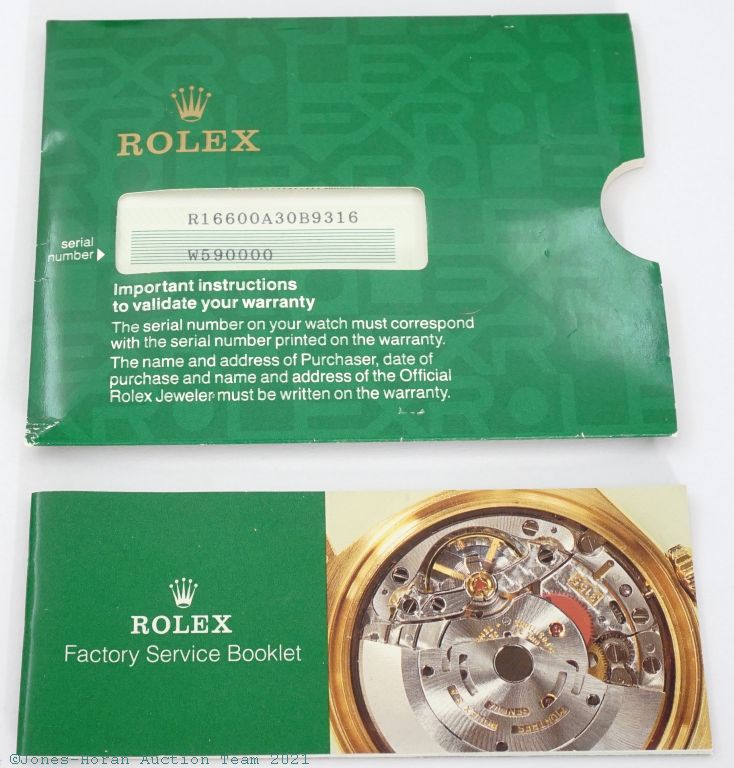 ROLEX
R16600A30B9316
serial
number
W590000
Important instructions
to validate your warranty
The serial number on your watch must correspond
with the serial number printed on the warranty.
The name and address of Purchaser, date of
purchase and name and address of the Official
Rolex Jeweler must be written on the warranty.
ROLEX
Factory Service Booklet
MONTRES ROLEX S.A.
GENEVA
©Jones-Horan Auction Team 2021